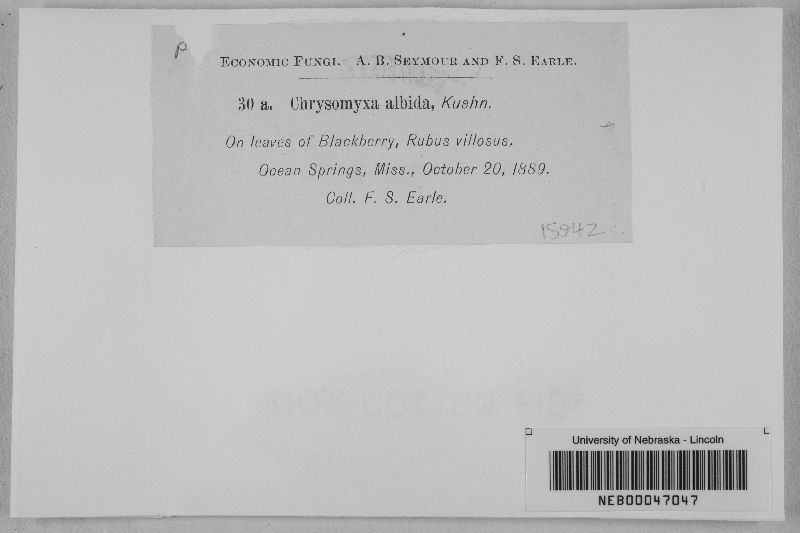 P
ECONOMIC FUNGI. A. B. SEYMOUR AND F. S. EARLE.
30 a. Chrysomyxa albida, Kuehn.
On leaves of Blackberry, Rubus villosus.
Ocean Springs, Miss., October 20, 1889.
Coll. F. S. Earle.
15942
University of Nebraska - Lincoln
NEB00047047